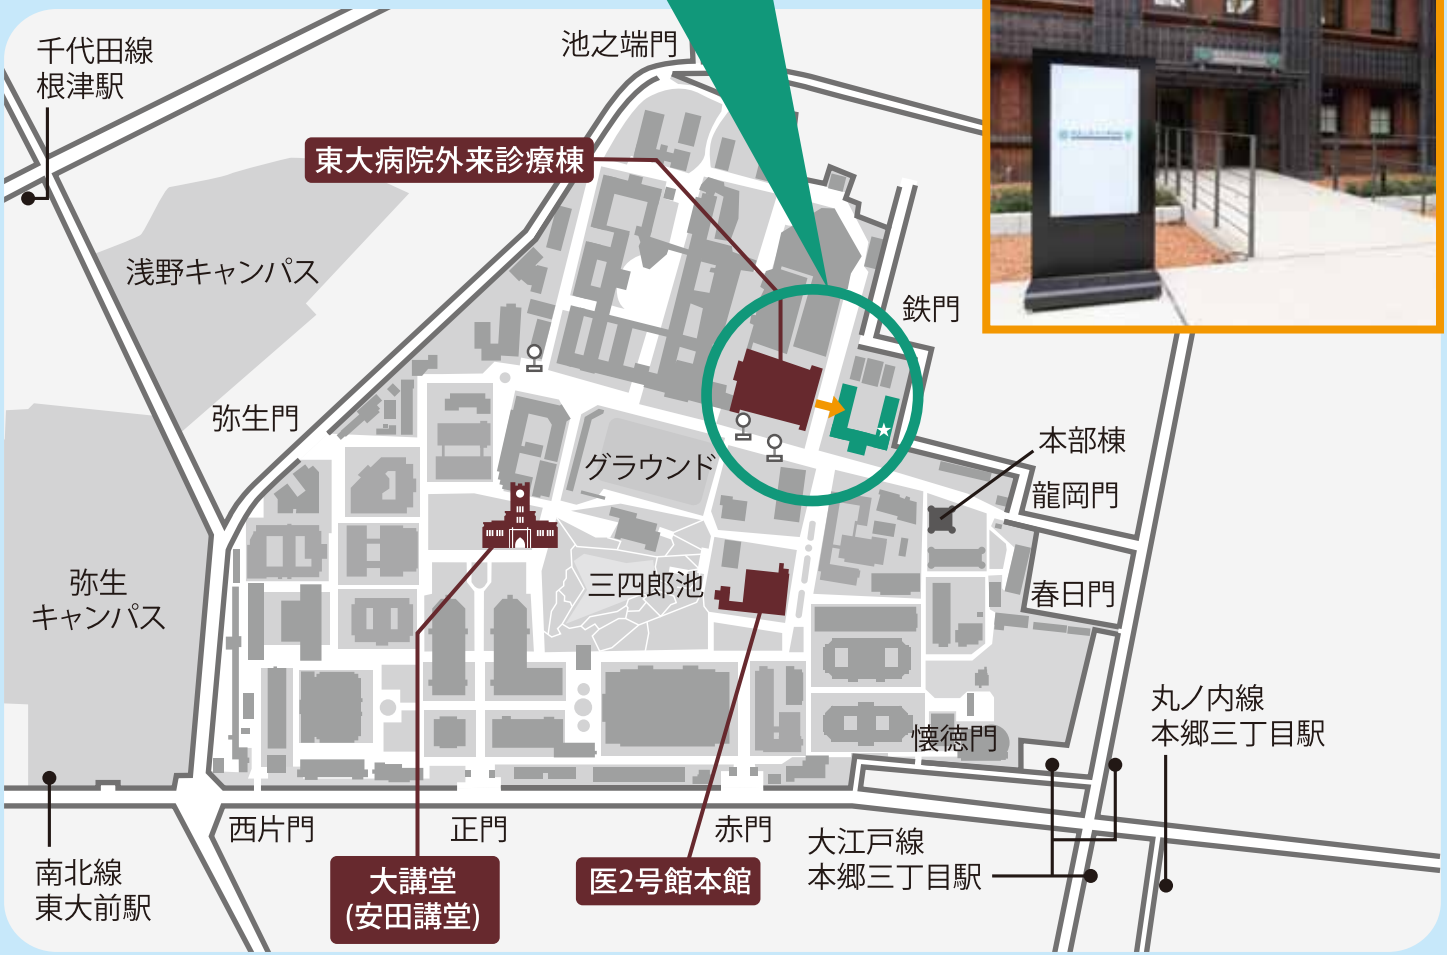 千代田線
根津駅
池之端門
東大病院外来診療棟
浅野キャンパス
鉄門
弥生門
グラウンド
本部棟
龍岡門
弥生
キャンパス
三四郎池
春日門
丸ノ内線
本郷三丁目駅
懐徳門
西片門
正門
赤門
大江戸線
本郷三丁目駅
南北線
東大前駅
大講堂
(安田講堂)
医2号館本館